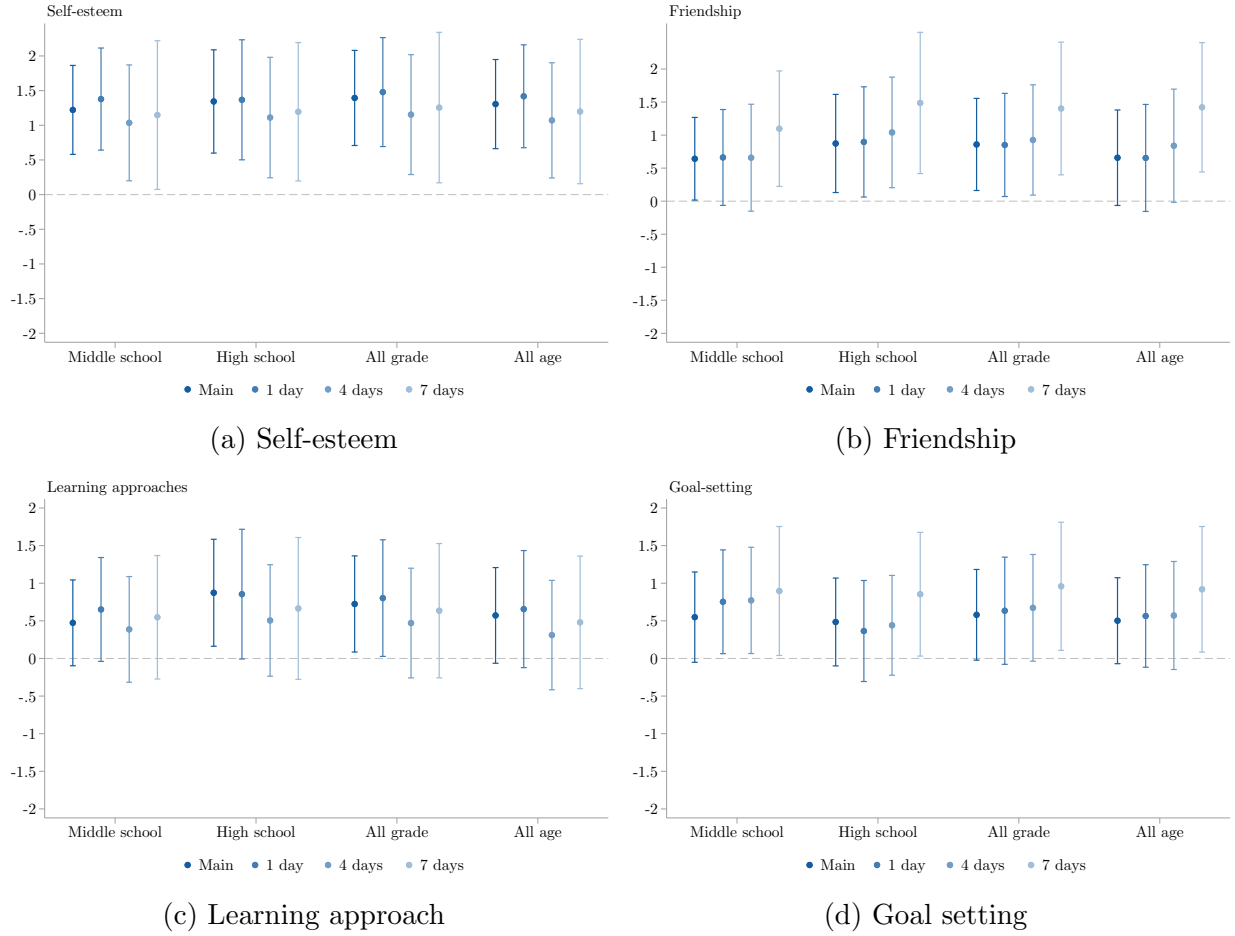 Self-esteem
2
1.5
1
.5
0
-.5
-1
-1.5
-2
Middle school High school All grade All age
Main 1 day 4 days 7 days
(a) Self-esteem
Friendship
2
1.5
1
.5
0
-.5
-1
-1.5
-2
Middle school High school All grade All age
Main 1 day 4 days 7 days
(b) Friendship
Learning approaches
2
1.5
1
.5
0
-.5
-1
-1.5
-2
Middle school High school All grade All age
Main 1 day 4 days 7 days
(c) Learning approach
Goal-setting
2
1.5
1
.5
0
-.5
-1
-1.5
-2
Middle school High school All grade All age
Main 1 day 4 days 7 days
(d) Goal setting